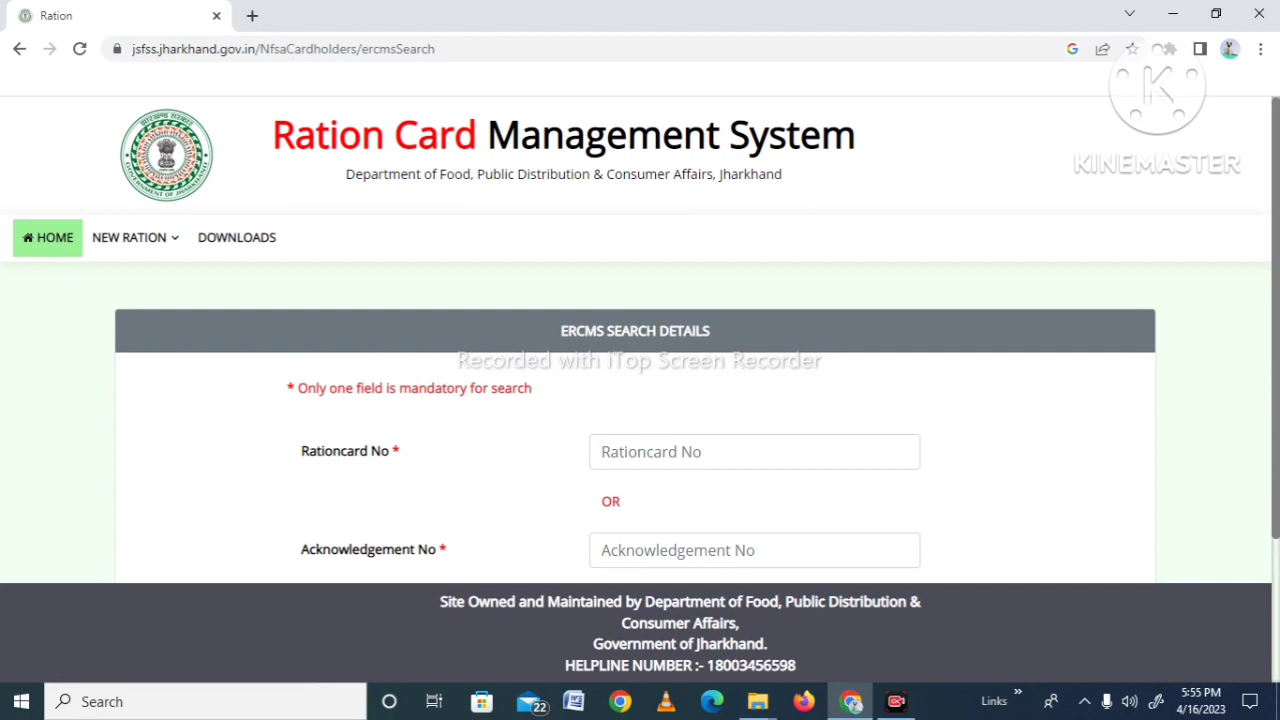 Ration
jsfss.jharkhand.gov.in/NfsaCardholders/ercmsSearch
KINEMASTER
Ration Card Management System
Department of Food, Public Distribution & Consumer Affairs, Jharkhand
HOME NEW RATION DOWNLOADS
ERCMS SEARCH DETAILS
Recorded with iTop Screen Recorder
* Only one field is mandatory for search
Rationcard No * Rationcard No
OR
Acknowledgement No * Acknowledgement No
Site Owned and Maintained by Department of Food, Public Distribution &
Consumer Affairs,
Government of Jharkhand.
HELPLINE NUMBER :- 18003456598
Search 22 Links » 5:55 PM
4/16/2023